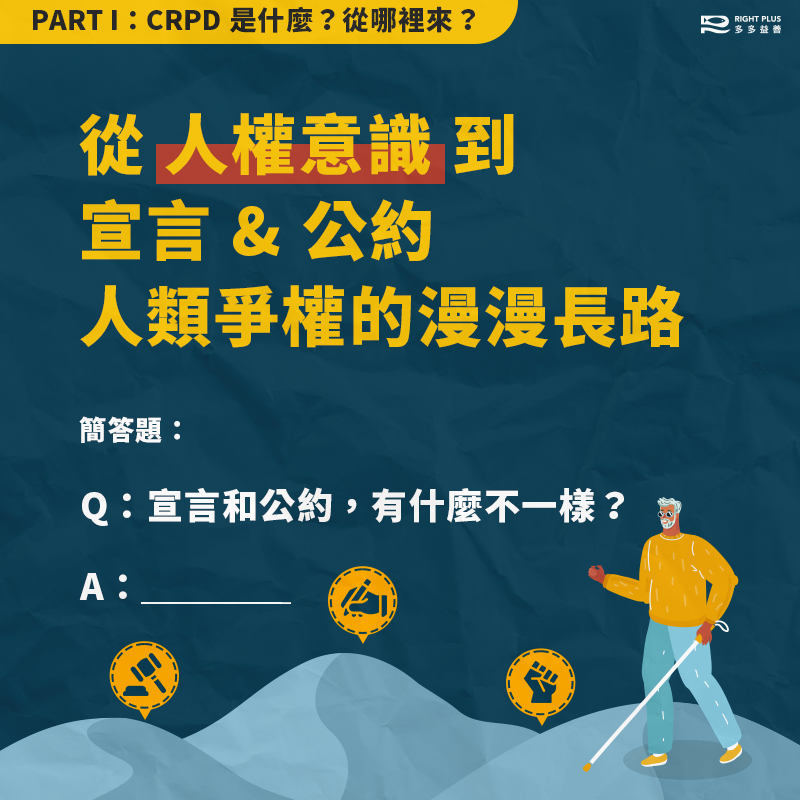 PART I：CRPD 是什麼？從哪裡來？
RIGHT PLUS
多多益善
從 人權意識 到
宣言 & 公約
人類爭權的漫漫長路
簡答題：
Q：宣言和公約，有什麼不一樣？
A：________